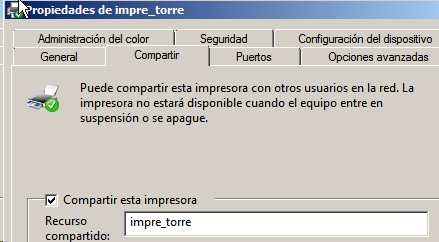 Propiedades de impre_torre
Administración del color Seguridad Configuración del dispositivo
General Compartir Puertos Opciones avanzadas
Puede compartir esta impresora con otros usuarios en la red. La
impresora no estará disponible cuando el equipo entre en
suspensión o se apague.
Compartir esta impresora
Recurso
compartido:
impre_torre